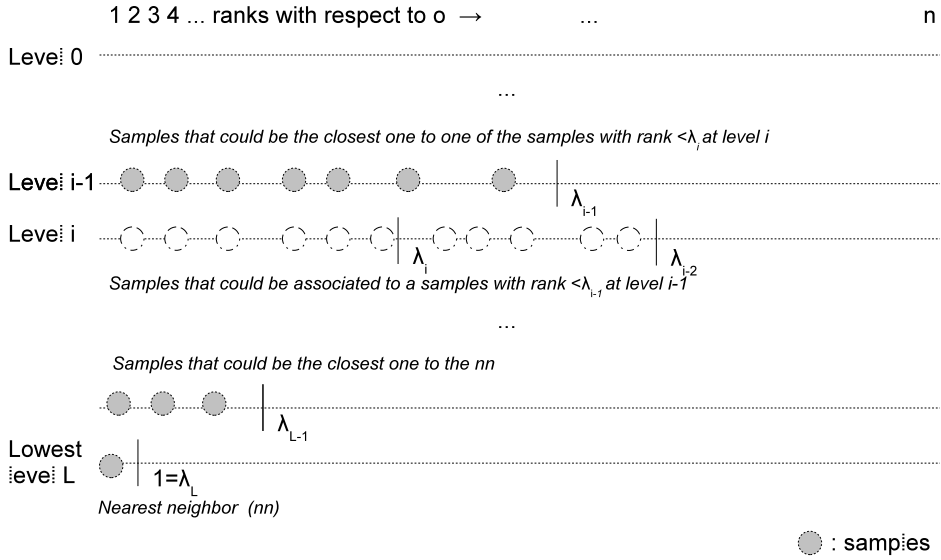 1 2 3 4 ... ranks with respect to o → ... n
Level 0
...
Samples that could be the closest one to one of the samples with rank <λi at level i
Level i-1
λi-1
Level i
λi
λi-2
Samples that could be associated to a samples with rank <λi-1 at level i-1
...
Samples that could be the closest one to the nn
λL-1
Lowest
level L
1=λL
Nearest neighbor (nn)
: samples